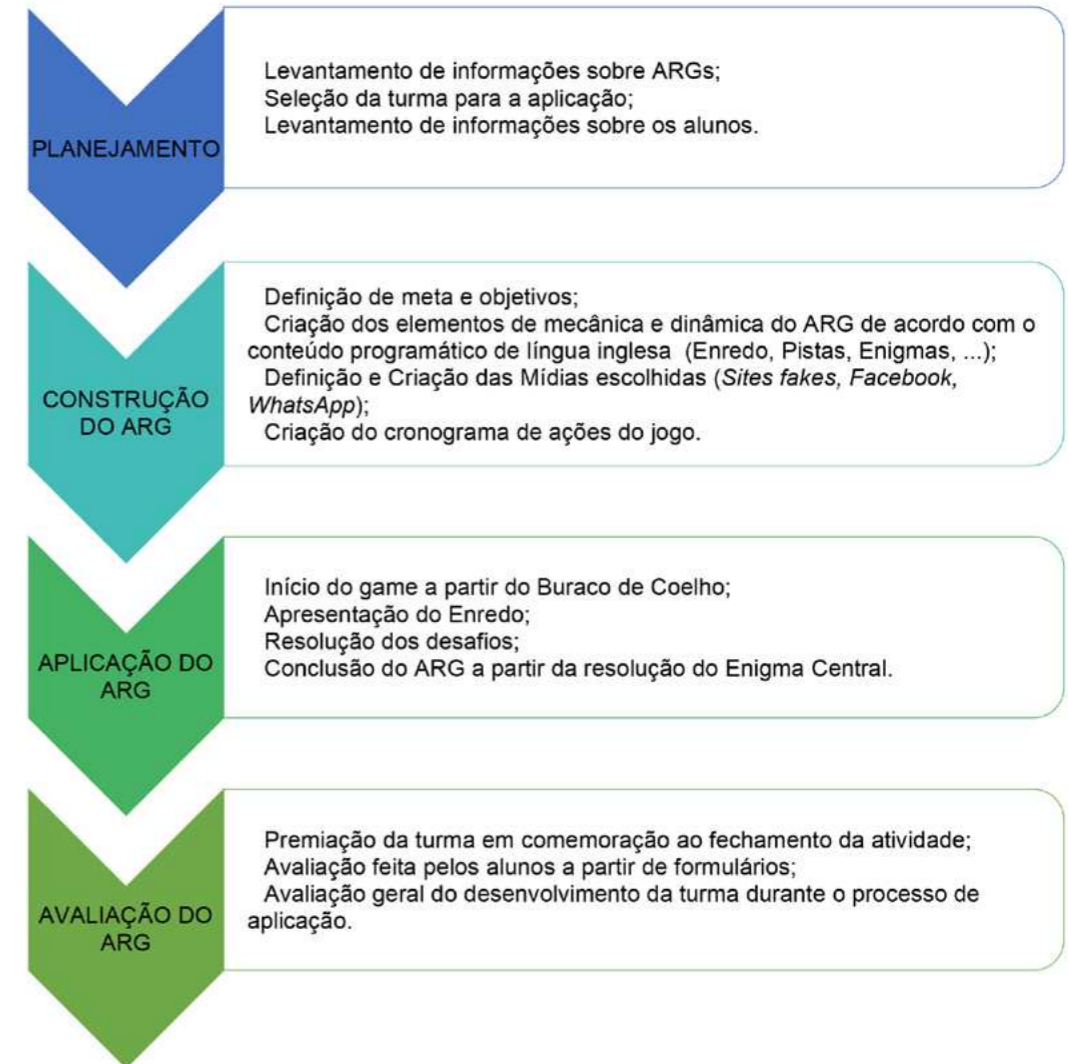 PLANEJAMENTO
Levantamento de informações sobre ARGs;
Seleção da turma para a aplicação;
Levantamento de informações sobre os alunos.
CONSTRUÇÃO
DO ARG
Definição de meta e objetivos;
Criação dos elementos de mecânica e dinâmica do ARG de acordo com o
conteúdo programático de língua inglesa (Enredo, Pistas, Enigmas, ...);
Definição e Criação das Mídias escolhidas (Sites fakes, Facebook,
WhatsApp);
Criação do cronograma de ações do jogo.
APLICAÇÃO DO
ARG
Início do game a partir do Buraco de Coelho;
Apresentação do Enredo;
Resolução dos desafios;
Conclusão do ARG a partir da resolução do Enigma Central.
AVALIAÇÃO DO
ARG
Premiação da turma em comemoração ao fechamento da atividade;
Avaliação feita pelos alunos a partir de formulários;
Avaliação geral do desenvolvimento da turma durante o processo de
aplicação.